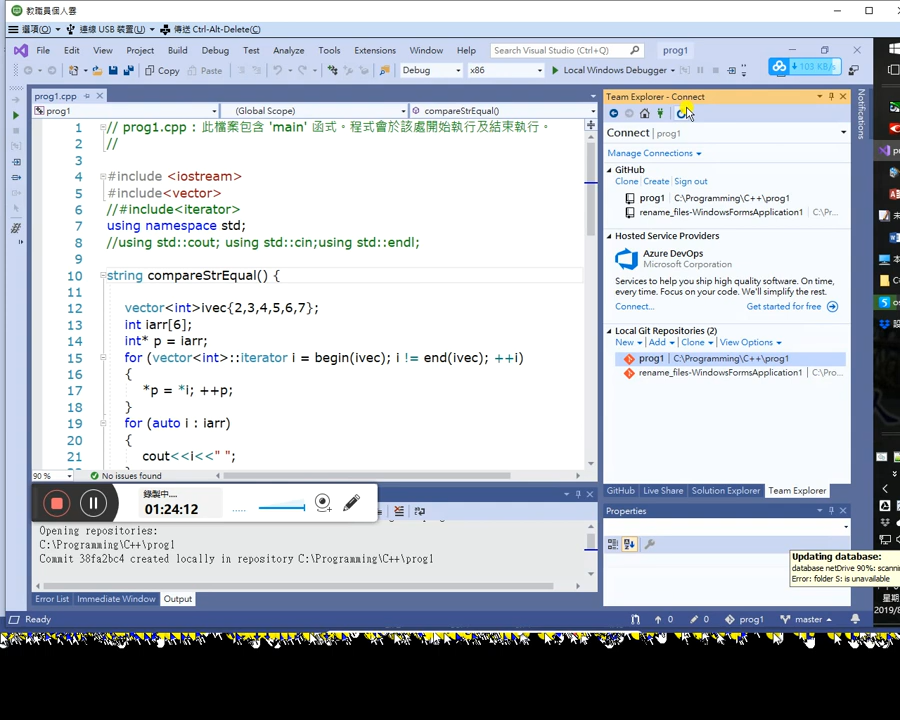 教職員個人雲
選項(O) 連線 USB 裝置(U) 傳送 Ctrl-Alt-Delete(C)
File Edit View Project Build Debug Test Analyze Tools Extensions Window Help Search Visual Studio (Ctrl+Q) prog1
Copy Paste Debug x86 Local Windows Debugger 103 KB/s
prog1.cpp
prog1 (Global Scope) compareStrEqual()
1 // prog1.cpp : 此檔案包含 'main' 函式。程式會於該處開始執行及結束執行。
2 //
3
4 #include <iostream>
5 #include<vector>
6 //#include<iterator>
7 using namespace std;
8 //using std::cout; using std::cin;using std::endl;
9
10 string compareStrEqual() {
11
12 vector<int>ivec{2,3,4,5,6,7};
13 int iarr[6];
14 int* p = iarr;
15 for (vector<int>::iterator i = begin(ivec); i != end(ivec); ++i)
16 {
17 *p = *i; ++p;
18 }
19 for (auto i : iarr)
20 {
21 cout<<i<<" ";
90 % No issues found
錄製中....
01:24:12
Opening repositories:
C:\Programming\C++\prog1
Commit 38fa2bc4 created locally in repository C:\Programming\C++\prog1
Error List Immediate Window Output
Ready
Team Explorer - Connect
Connect prog1
Manage Connections
GitHub
Clone Create Sign out
prog1 C:\Programming\C++\prog1
rename_files-WindowsFormsApplication1 C:\Pr...
Hosted Service Providers
Azure DevOps
Microsoft Corporation
Services to help you ship high quality software. On time,
every time. Focus on your code. We'll simplify the rest.
Connect... Get started for free
Local Git Repositories (2)
New Add Clone View Options
prog1 C:\Programming\C++\prog1
rename_files-WindowsFormsApplication1 C:\Pro...
GitHub Live Share Solution Explorer Team Explorer
Properties
Notifications
Updating database:
database netDrive 90%: scanni
Error: folder S: is unavailable
0 0 prog1 master
星期
2019/8